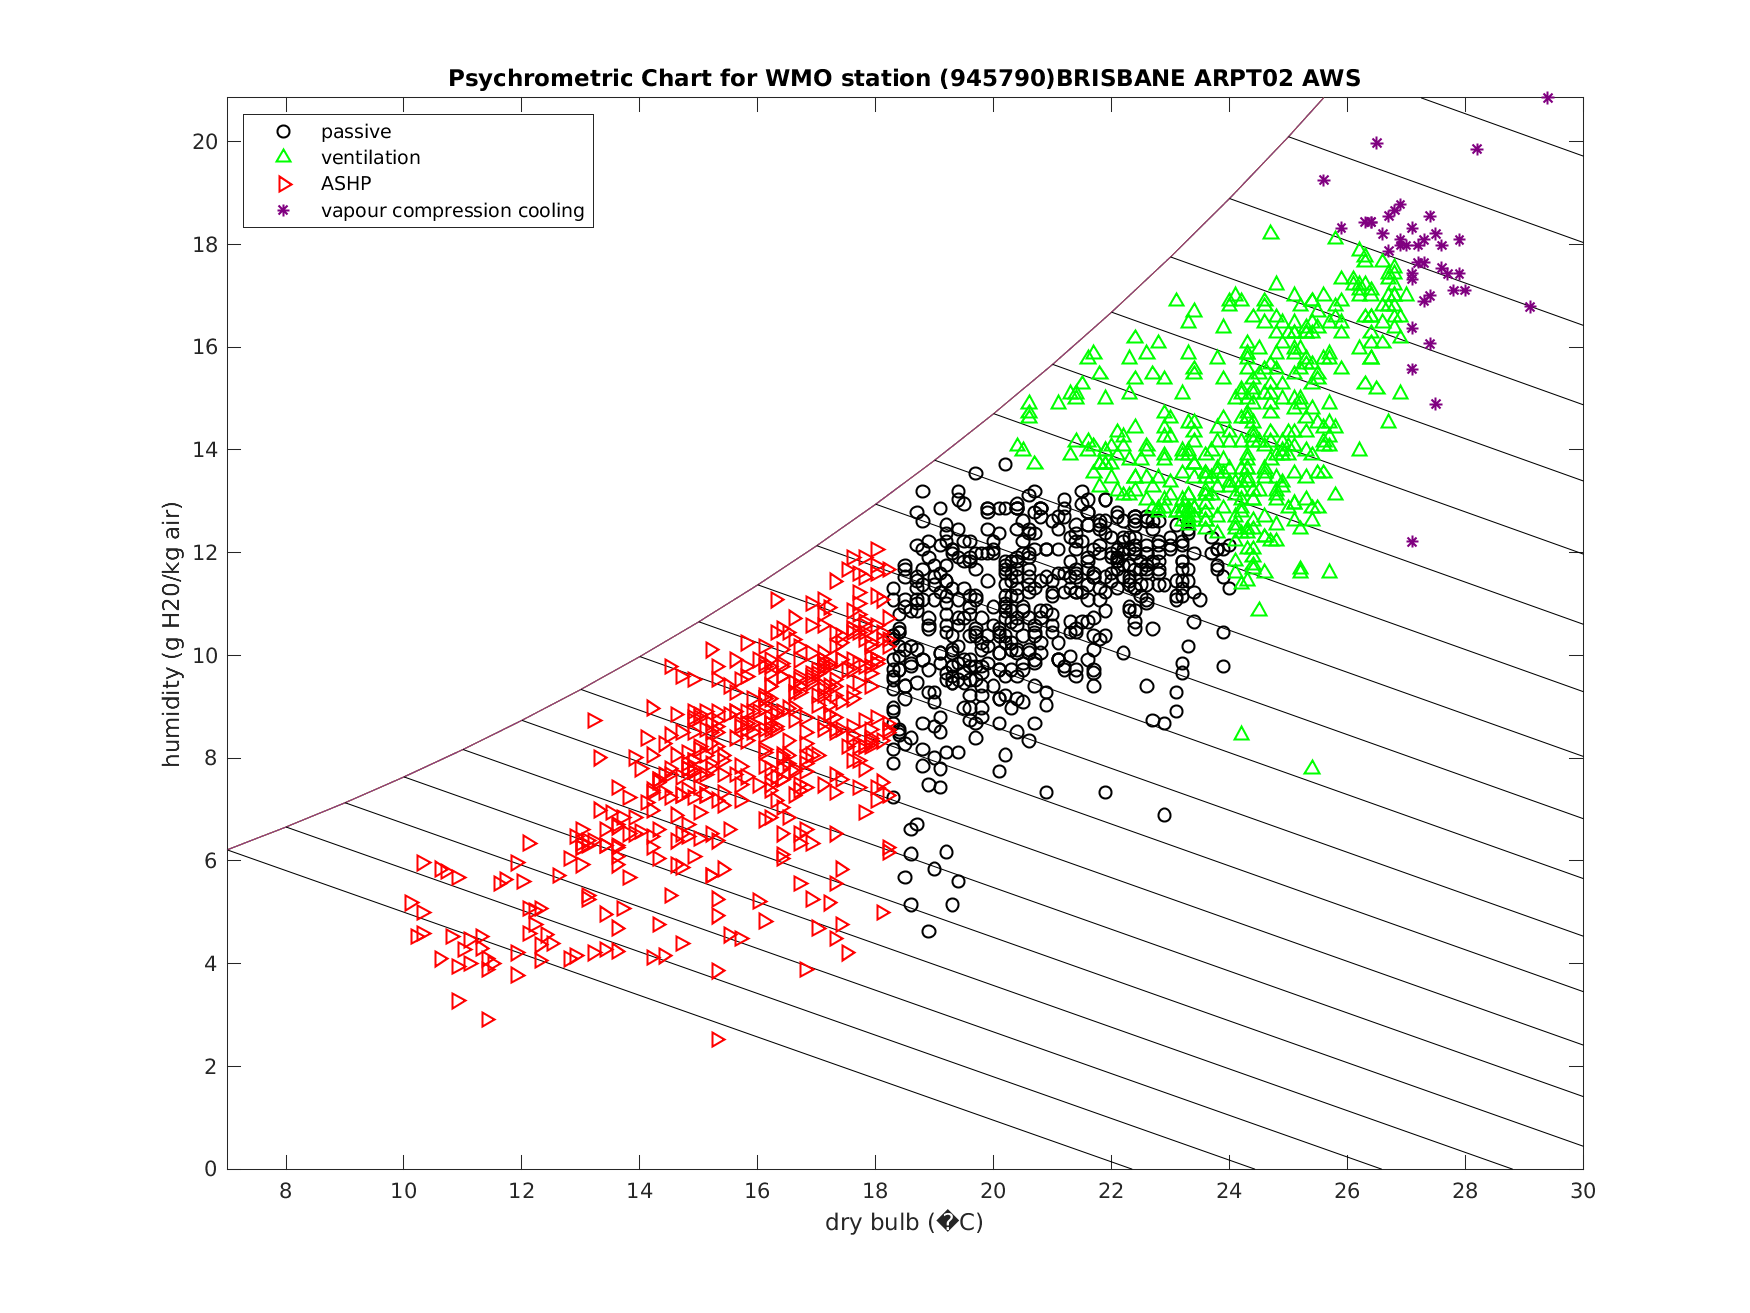 Psychrometric Chart for WMO station (945790)BRISBANE ARPT02 AWS
passive
ventilation
ASHP
vapour compression cooling
humidity (g H20/kg air)
20
18
16
14
12
10
8
6
4
2
0
8 10 12 14 16 18 20 22 24 26 28 30
dry bulb (�C)